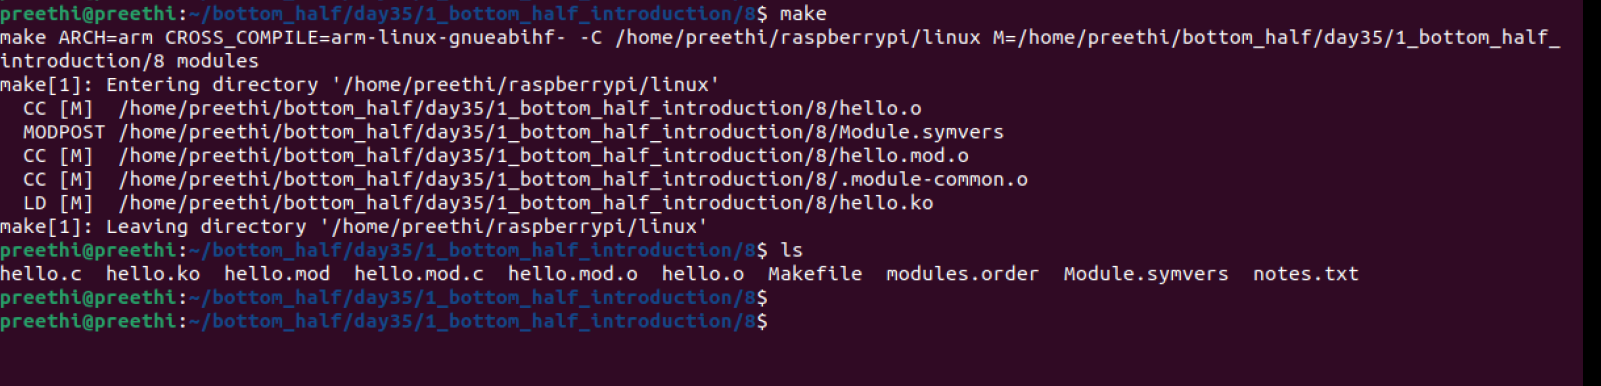 preethi@preethi:~/bottom_half/day35/1_bottom_half_introduction/8$ make
make ARCH=arm CROSS_COMPILE=arm-linux-gnueabihf- -C /home/preethi/raspberrypi/linux M=/home/preethi/bottom_half/day35/1_bottom_half_
introduction/8 modules
make[1]: Entering directory '/home/preethi/raspberrypi/linux'
  CC [M]  /home/preethi/bottom_half/day35/1_bottom_half_introduction/8/hello.o
  MODPOST /home/preethi/bottom_half/day35/1_bottom_half_introduction/8/Module.symvers
  CC [M]  /home/preethi/bottom_half/day35/1_bottom_half_introduction/8/hello.mod.o
  CC [M]  /home/preethi/bottom_half/day35/1_bottom_half_introduction/8/.module-common.o
  LD [M]  /home/preethi/bottom_half/day35/1_bottom_half_introduction/8/hello.ko
make[1]: Leaving directory '/home/preethi/raspberrypi/linux'
preethi@preethi:~/bottom_half/day35/1_bottom_half_introduction/8$ ls
hello.c  hello.ko  hello.mod  hello.mod.c  hello.mod.o  hello.o  Makefile  modules.order  Module.symvers  notes.txt
preethi@preethi:~/bottom_half/day35/1_bottom_half_introduction/8$
preethi@preethi:~/bottom_half/day35/1_bottom_half_introduction/8$